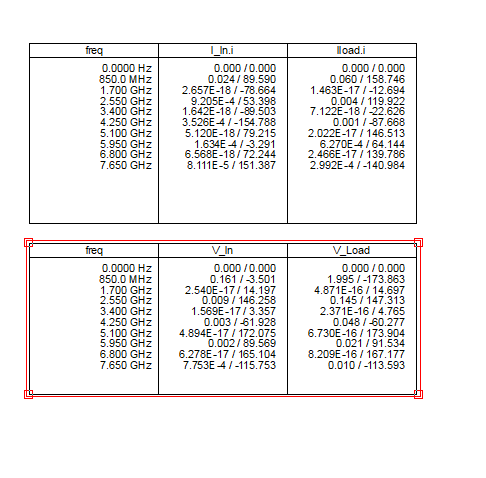 freq I_In.i Iload.i
0.0000 Hz 0.000 / 0.000 0.000 / 0.000
850.0 MHz 0.024 / 89.590 0.060 / 158.746
1.700 GHz 2.657E-18 / -78.664 1.463E-17 / -12.694
2.550 GHz 9.205E-4 / 53.398 0.004 / 119.922
3.400 GHz 1.642E-18 / -89.503 7.122E-18 / -22.626
4.250 GHz 3.526E-4 / -154.788 0.001 / -87.668
5.100 GHz 5.120E-18 / 79.215 2.022E-17 / 146.513
5.950 GHz 1.634E-4 / -3.291 6.270E-4 / 64.144
6.800 GHz 6.568E-18 / 72.244 2.466E-17 / 139.786
7.650 GHz 8.111E-5 / 151.387 2.992E-4 / -140.984
freq V_In V_Load
0.0000 Hz 0.000 / 0.000 0.000 / 0.000
850.0 MHz 0.161 / -3.501 1.995 / -173.863
1.700 GHz 2.540E-17 / 14.197 4.871E-16 / 14.697
2.550 GHz 0.009 / 146.258 0.145 / 147.313
3.400 GHz 1.569E-17 / 3.357 2.371E-16 / 4.765
4.250 GHz 0.003 / -61.928 0.048 / -60.277
5.100 GHz 4.894E-17 / 172.075 6.730E-16 / 173.904
5.950 GHz 0.002 / 89.569 0.021 / 91.534
6.800 GHz 6.278E-17 / 165.104 8.209E-16 / 167.177
7.650 GHz 7.753E-4 / -115.753 0.010 / -113.593